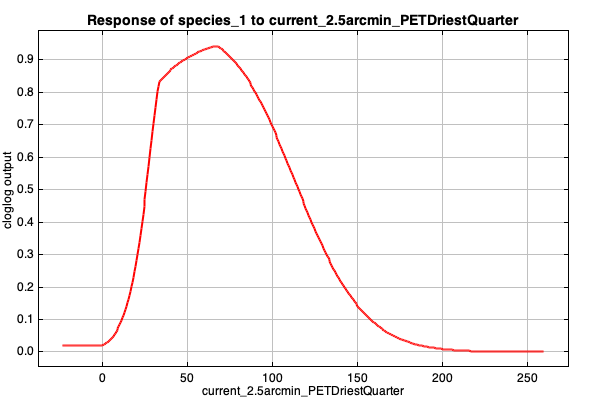 Response of species_1 to current_2.5arcmin_PETDriestQuarter
cloglog output
0.9
0.8
0.7
0.6
0.5
0.4
0.3
0.2
0.1
0.0
0 50 100 150 200 250
current_2.5arcmin_PETDriestQuarter